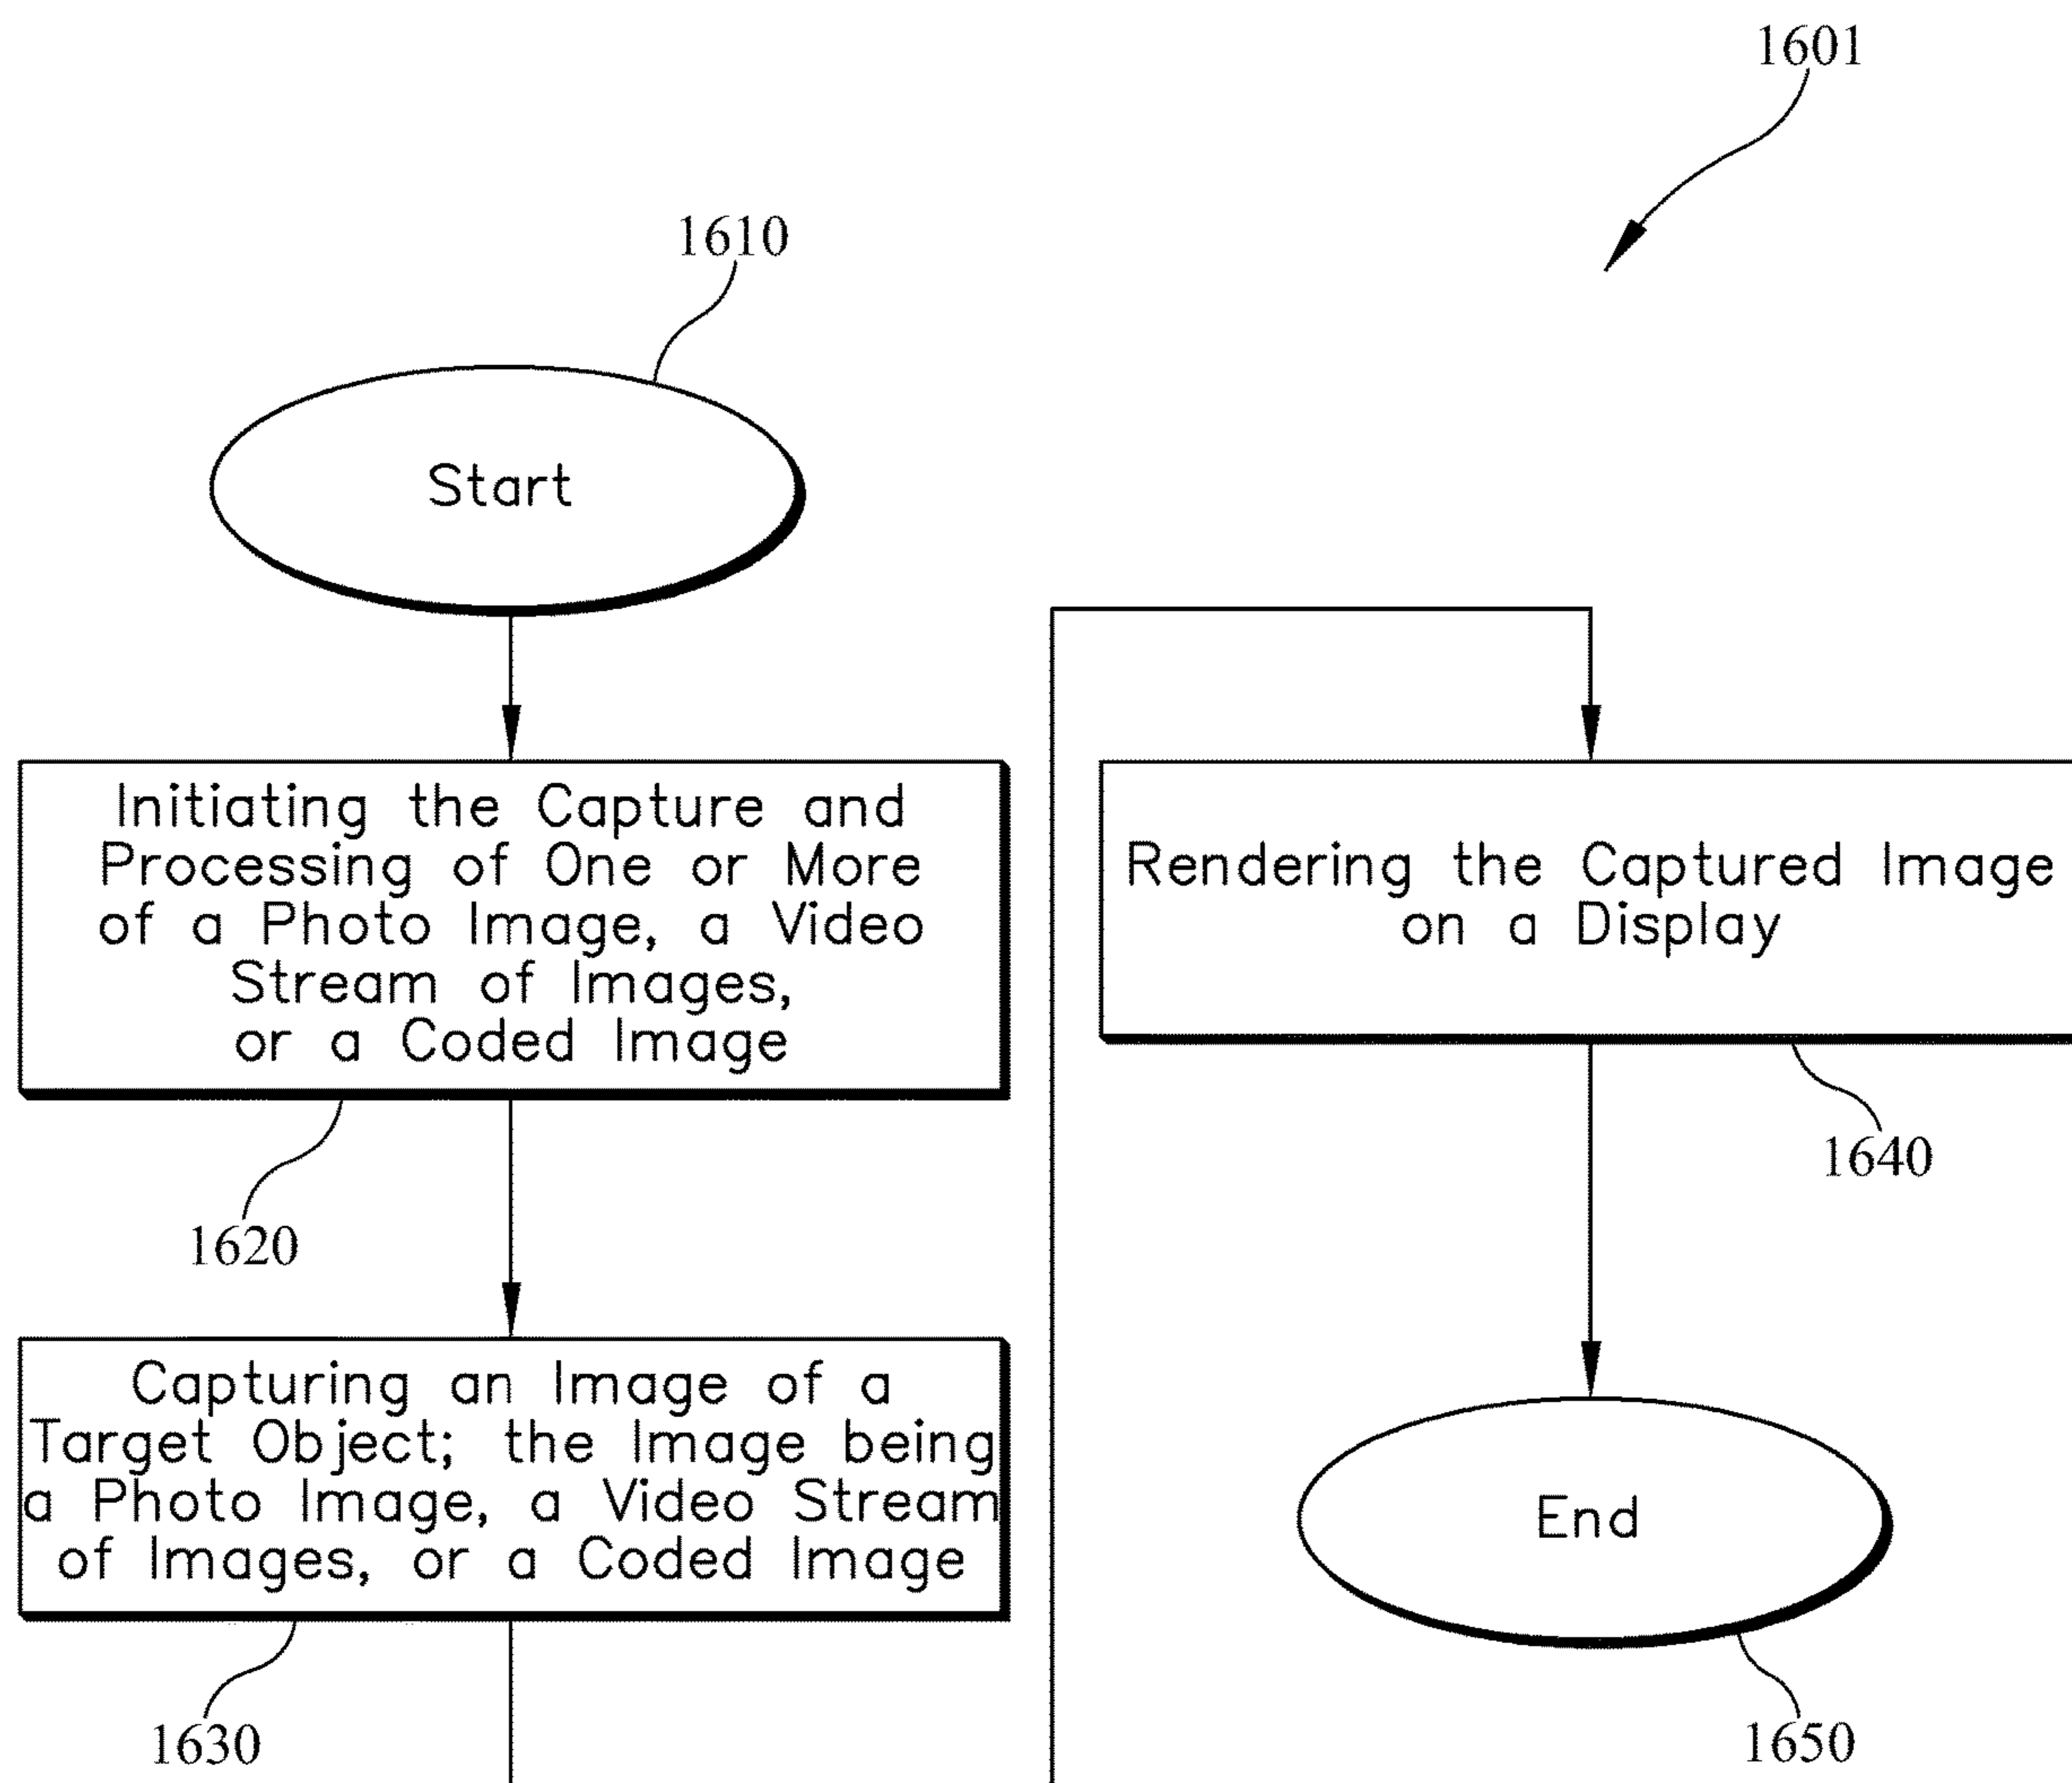 1601
1610
Start
Initiating the Capture and
Processing of One or More
of a Photo Image, a Video
Stream of Images,
or a Coded Image
1620
Capturing an Image of a
Target Object; the Image being
a Photo Image, a Video Stream
of Images, or a Coded Image
1630
Rendering the Captured Image
on a Display
1640
End
1650